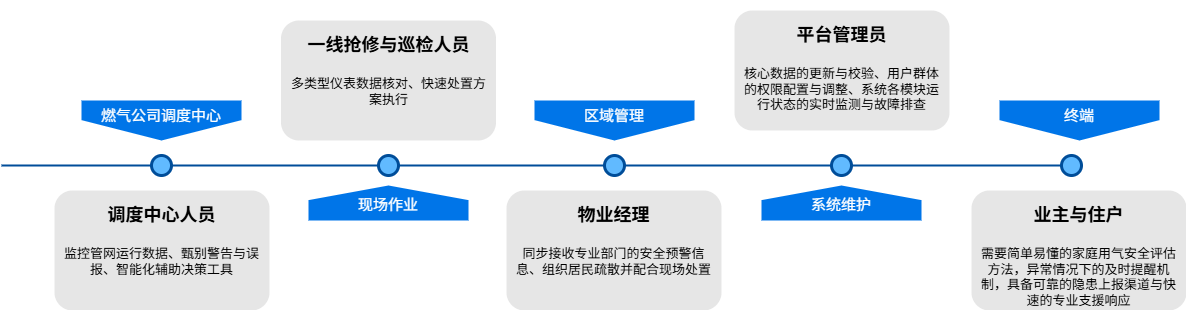 燃气公司调度中心
调度中心人员
监控管网运行数据、甄别警告与误
报、智能化辅助决策工具
一线抢修与巡检人员
多类型仪表数据核对、快速处置方
案执行
现场作业
区域管理
物业经理
同步接收专业部门的安全预警信
息、组织居民疏散并配合现场处置
平台管理员
核心数据的更新与校验、用户群体
的权限配置与调整、系统各模块运
行状态的实时监测与故障排查
系统维护
终端
业主与住户
需要简单易懂的家庭用气安全评估
方法，异常情况下的及时提醒机
制，具备可靠的隐患上报渠道与快
速的专业支援响应